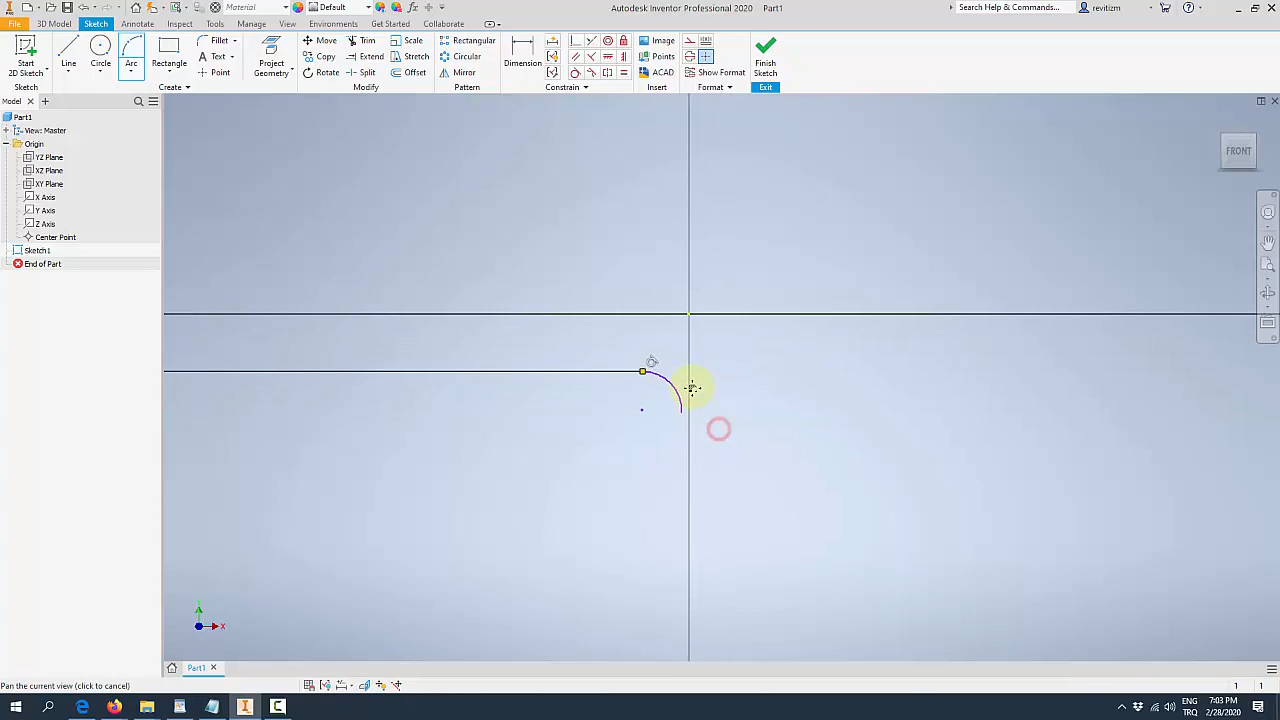 Material
Default
Autodesk Inventor Professional 2020 Part1
Search Help & Commands...
revitizm
File
3D Model
Sketch
Annotate
Inspect
Tools
Manage
View
Environments
Get Started
Collaborate
Start
2D Sketch
Line
Circle
Arc
Rectangle
Fillet
Text
Point
Project
Geometry
Move
Copy
Rotate
Trim
Extend
Split
Scale
Stretch
Offset
Rectangular
Circular
Mirror
Dimension
Image
Points
ACAD
Show Format
Finish
Sketch
Sketch
Create
Modify
Pattern
Constrain
Insert
Format
Exit
Model
Part1
View: Master
Origin
YZ Plane
XZ Plane
XY Plane
X Axis
Y Axis
Z Axis
Center Point
Sketch1
End of Part
FRONT
X
Part1
Pan the current view (click to cancel)
1
1
ENG
TRQ
7:03 PM
2/28/2020